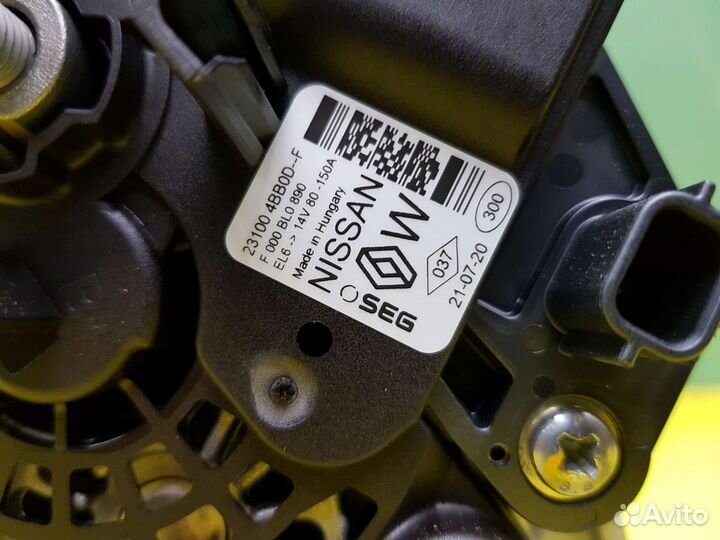 23100 4BB0D-F
F 000 BL0 890
EL6 -> 14V 80 -150A
Made in Hungary
NISSAN
W
SEG
300
037
21-07-20
Avito